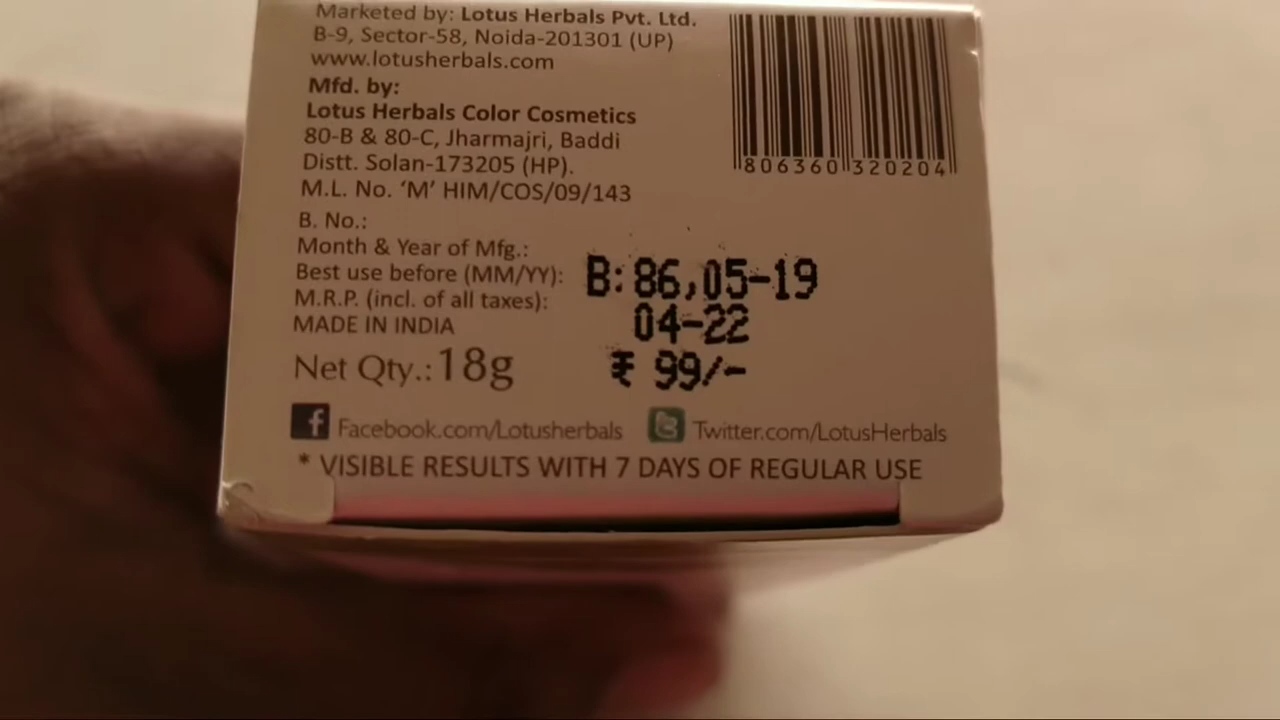 Marketed by: Lotus Herbals Pvt. Ltd.
B-9, Sector-58, Noida-201301 (UP)
www.lotusherbals.com
Mfd. by:
Lotus Herbals Color Cosmetics
80-B & 80-C, Jharmajri, Baddi
Distt. Solan-173205 (HP).
M.L. No. ‘M’ HIM/COS/09/143
806360 320204
B. No.:
Month & Year of Mfg.:
Best use before (MM/YY):
M.R.P. (incl. of all taxes):
MADE IN INDIA
B: 86,05-19
04-22
₹ 99/-
Net Qty.: 18g
Facebook.com/Lotusherbals
Twitter.com/LotusHerbals
* VISIBLE RESULTS WITH 7 DAYS OF REGULAR USE